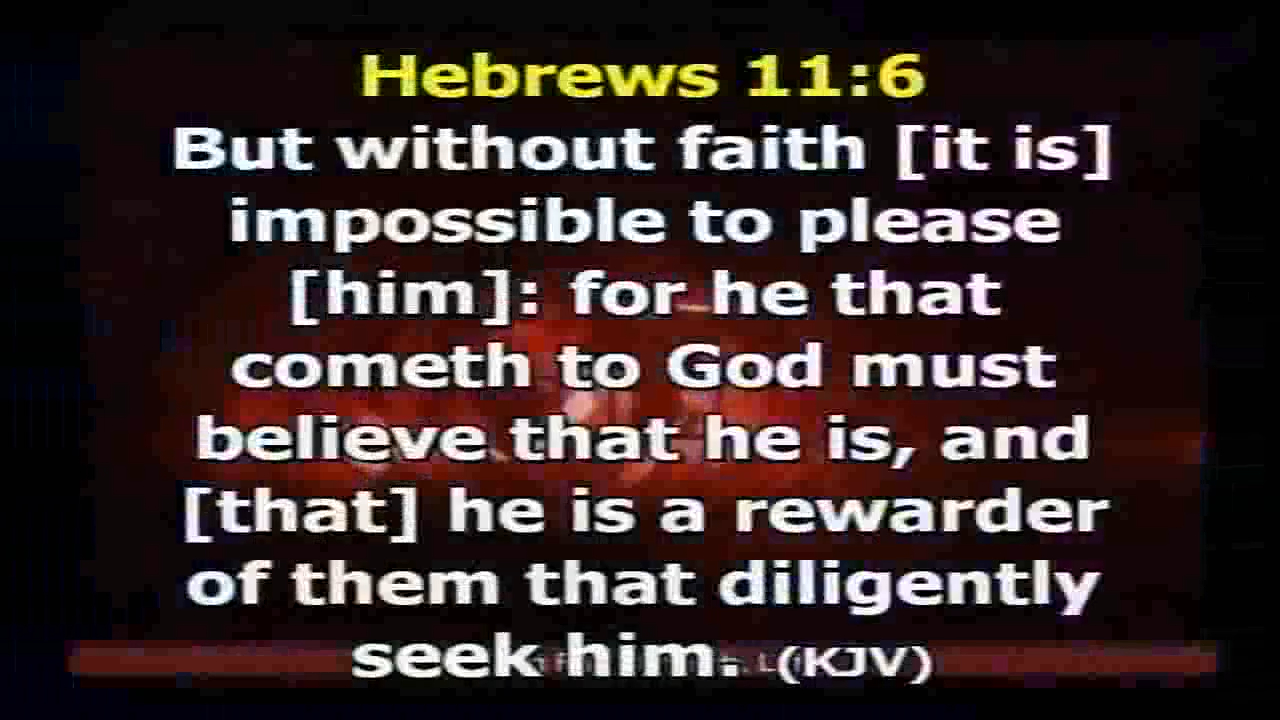 Hebrews 11:6
But without faith [it is]
impossible to please
[him]: for he that
cometh to God must
believe that he is, and
[that] he is a rewarder
of them that diligently
seek him. (KJV)